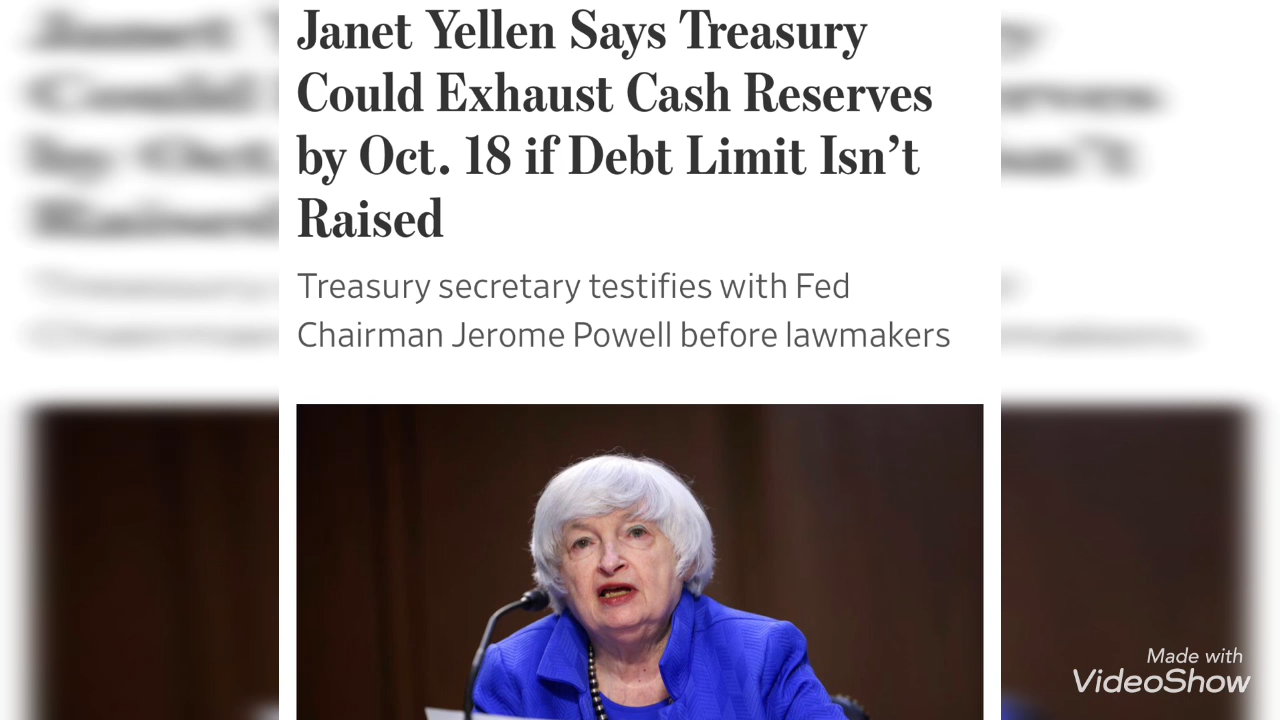 Janet Yellen Says Treasury
Could Exhaust Cash Reserves
by Oct. 18 if Debt Limit Isn’t
Raised
Treasury secretary testifies with Fed
Chairman Jerome Powell before lawmakers
Made with
VideoShow